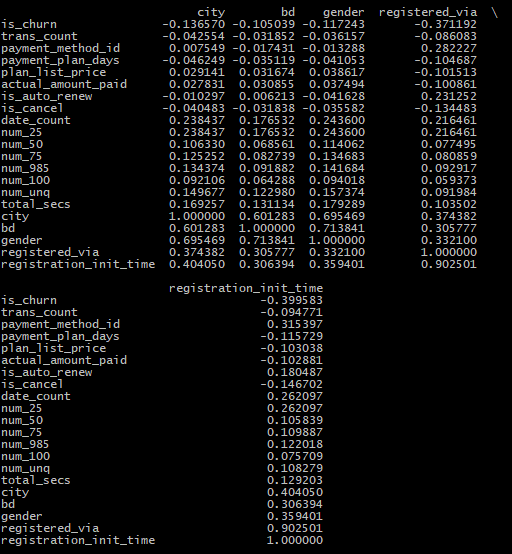 city bd gender registered_via \
is_churn -0.136570 -0.105039 -0.117243 -0.371192
trans_count -0.042554 -0.031852 -0.036157 -0.086083
payment_method_id 0.007549 -0.017431 -0.013288 0.282227
payment_plan_days -0.046249 -0.035119 -0.041053 -0.104687
plan_list_price 0.029141 0.031674 0.038617 -0.101513
actual_amount_paid 0.027831 0.030855 0.037494 -0.100861
is_auto_renew -0.010297 0.006213 -0.041628 0.231252
is_cancel -0.040483 -0.031838 -0.035582 -0.134483
date_count 0.238437 0.176532 0.243600 0.216461
num_25 0.238437 0.176532 0.243600 0.216461
num_50 0.106330 0.068561 0.114062 0.077495
num_75 0.125252 0.082739 0.134683 0.080859
num_985 0.134374 0.091882 0.141684 0.092917
num_100 0.092106 0.064288 0.094018 0.059373
num_unq 0.149677 0.122980 0.157374 0.091984
total_secs 0.169257 0.131134 0.179289 0.103502
city 1.000000 0.601283 0.695469 0.374382
bd 0.601283 1.000000 0.713841 0.305777
gender 0.695469 0.713841 1.000000 0.332100
registered_via 0.374382 0.305777 0.332100 1.000000
registration_init_time 0.404050 0.306394 0.359401 0.902501
registration_init_time
is_churn -0.399583
trans_count -0.094771
payment_method_id 0.315397
payment_plan_days -0.115729
plan_list_price -0.103038
actual_amount_paid -0.102881
is_auto_renew 0.180487
is_cancel -0.146702
date_count 0.262097
num_25 0.262097
num_50 0.105839
num_75 0.109887
num_985 0.122018
num_100 0.075709
num_unq 0.108279
total_secs 0.129203
city 0.404050
bd 0.306394
gender 0.359401
registered_via 0.902501
registration_init_time 1.000000